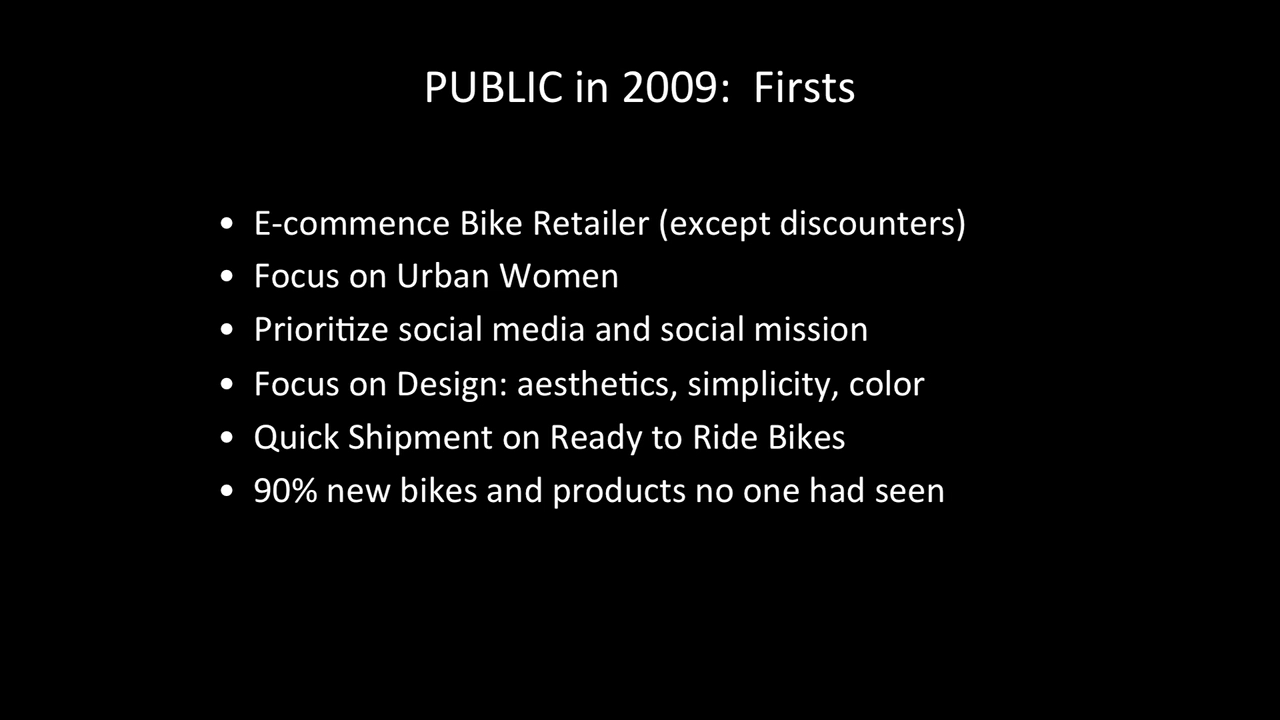 PUBLIC in 2009:  Firsts
• E-commence Bike Retailer (except discounters)
• Focus on Urban Women
• Prioritize social media and social mission
• Focus on Design: aesthetics, simplicity, color
• Quick Shipment on Ready to Ride Bikes
• 90% new bikes and products no one had seen